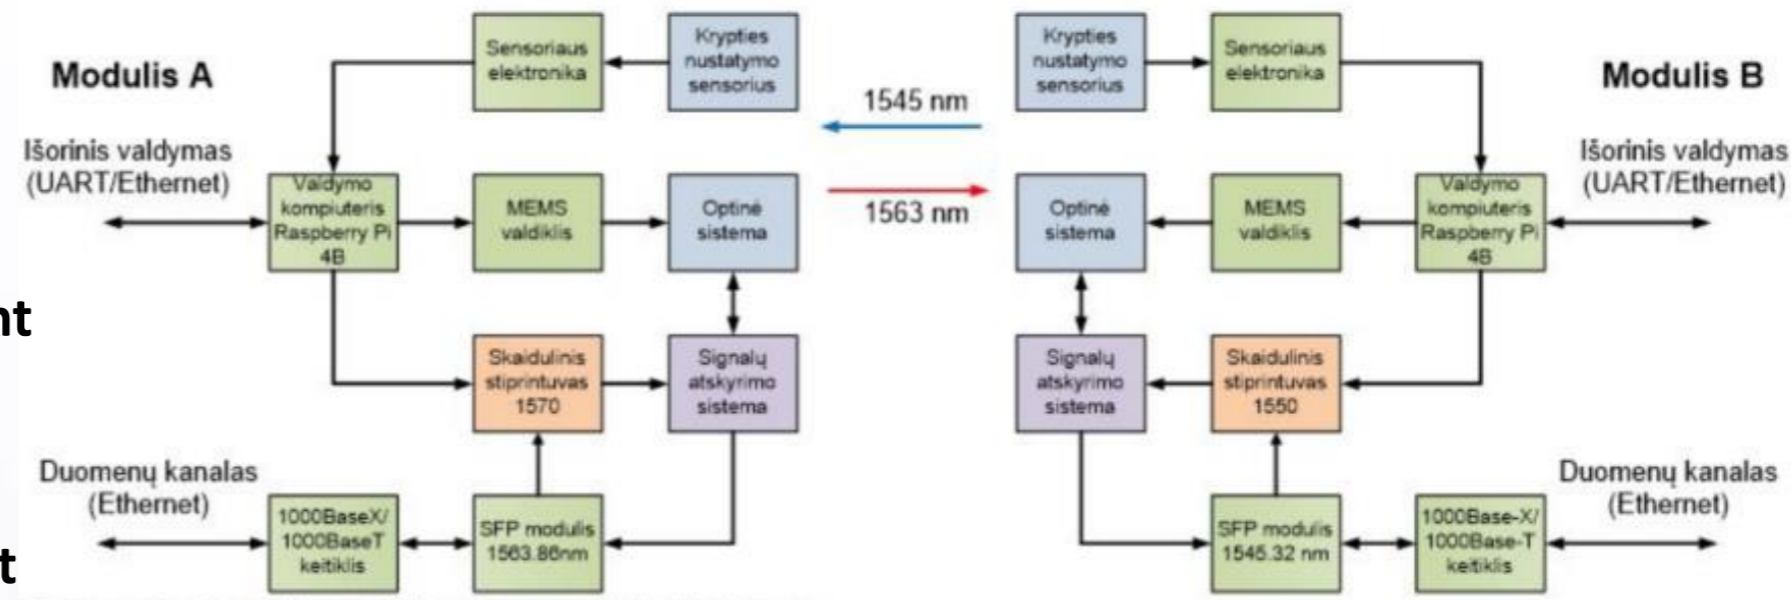 Modulis A
Sensoriaus
elektronika
Krypties
nustatymo
sensorius
1545 nm
1563 nm
Krypties
nustatymo
sensorius
Sensoriaus
elektronika
Modulis B
Išorinis valdymas
(UART/Ethernet)
Valdymo
kompiuteris
Raspberry Pi
4B
MEMS
valdiklis
Optinė
sistema
Optinė
sistema
MEMS
valdiklis
Valdymo
kompiuteris
Raspberry Pi
4B
Išorinis valdymas
(UART/Ethernet)
nt
Skaidulinis
stiprintuvas
1570
Signalų
atskyrimo
sistema
Signalų
atskyrimo
sistema
Skaidulinis
stiprintuvas
1550
Duomenų kanalas
(Ethernet)
1000BaseX/
1000BaseT
keitiklis
SFP modulis
1563.86nm
SFP modulis
1545.32 nm
1000Base-X/
1000Base-T
keitiklis
Duomenų kanalas
(Ethernet)
t